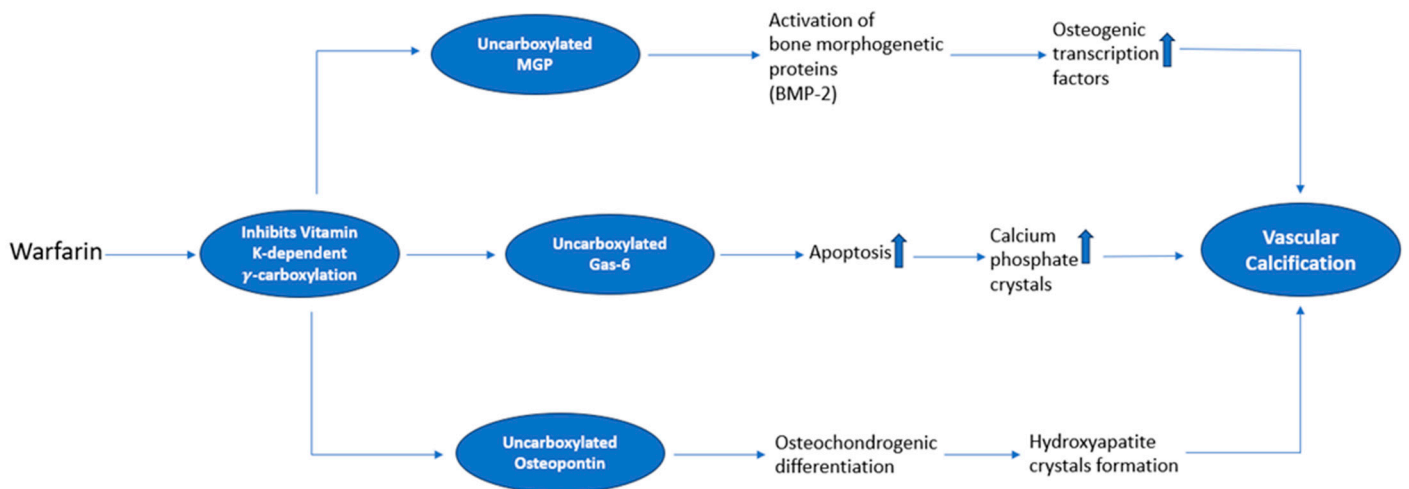 Uncarboxylated
MGP
Activation of
bone morphogenetic
proteins
(BMP-2)
Osteogenic
transcription
factors
Warfarin
Inhibits Vitamin
K-dependent
γ-carboxylation
Uncarboxylated
Gas-6
Apoptosis
Calcium
phosphate
crystals
Vascular
Calcification
Uncarboxylated
Osteopontin
Osteochondrogenic
differentiation
Hydroxyapatite
crystals formation